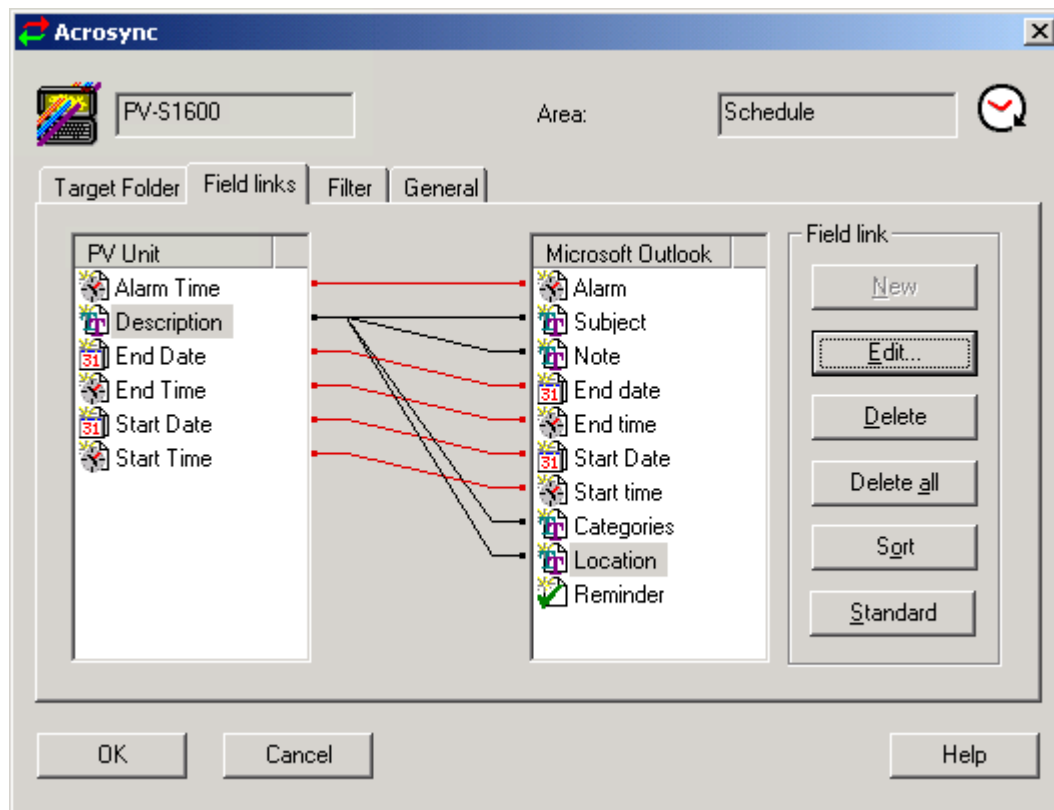 Acrosync
PV-S1600
Area:
Schedule
Target Folder
Field links
Filter
General
PV Unit
Alarm Time
Description
End Date
End Time
Start Date
Start Time
Microsoft Outlook
Alarm
Subject
Note
End date
End time
Start Date
Start time
Categories
Location
Reminder
Field link
New
Edit...
Delete
Delete all
Sort
Standard
OK
Cancel
Help